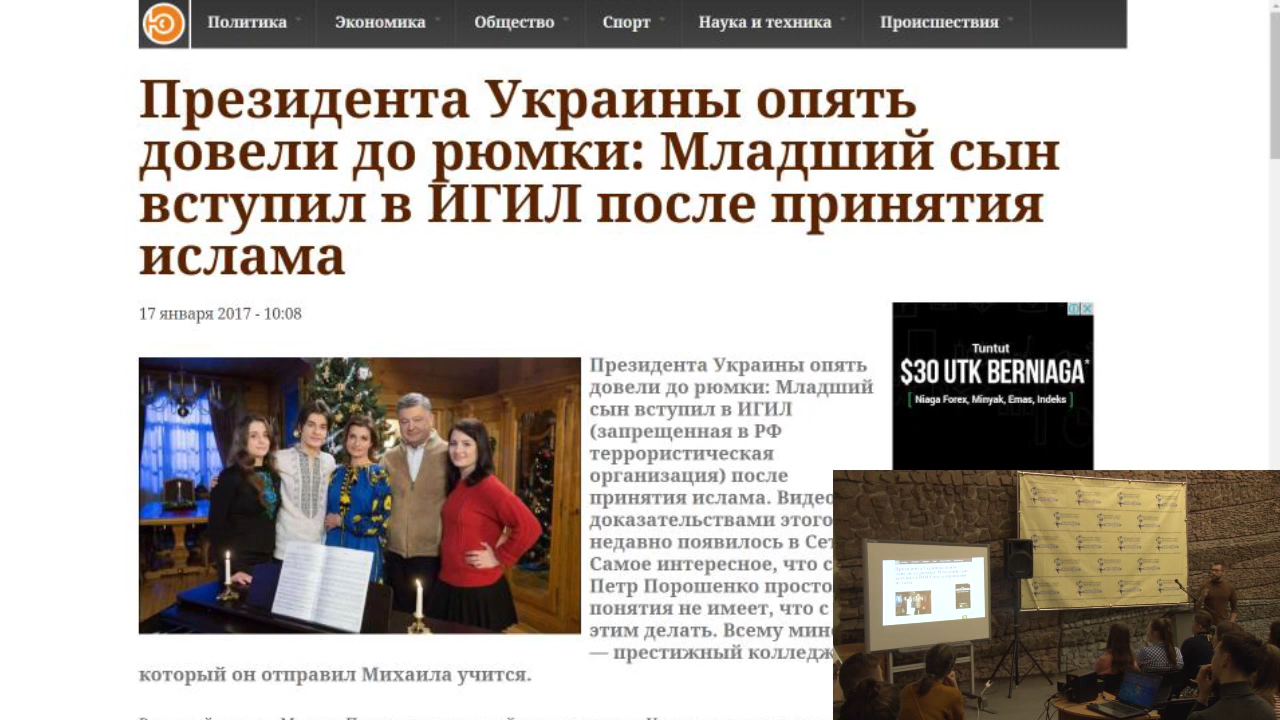 Политика
Экономика
Общество
Спорт
Наука и техника
Происшествия
Президента Украины опять
довели до рюмки: Младший сын
вступил в ИГИЛ после принятия
ислама
17 января 2017 - 10:08
Президента Украины опять
довели до рюмки: Младший
сын вступил в ИГИЛ
(запрещенная в РФ
террористическая
организация) после
принятия ислама. Видео
доказательствами этого
недавно появилось в
Самое интересное, что
Петр Порошенко просто
понятия не имеет, что с
этим делать. Всему
— престижный колледж
который он отправил Михаила учится.
Tuntut
$30 UTK BERNIAGA*
[ Niaga Forex, Minyak, Emas, Indeks ]